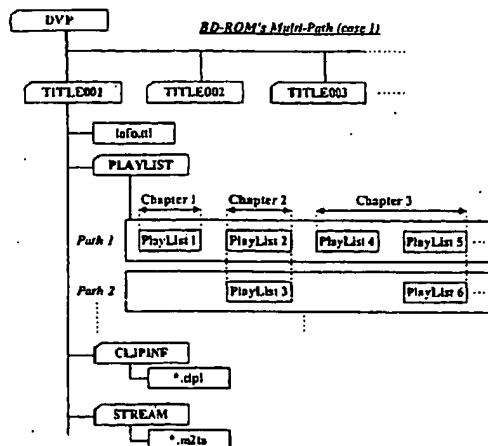 DVP
BD-ROM's Multi-Path (case 1)
TITLE001 TITLE002 TITLE003
info.ttl
PLAYLIST
Chapter 1 Chapter 2 Chapter 3
Path 1 PlayList 1 PlayList 2 PlayList 4 PlayList 5
Path 2 PlayList 3 PlayList 6
CLIPINF
*.clpi
STREAM
*.m2ts